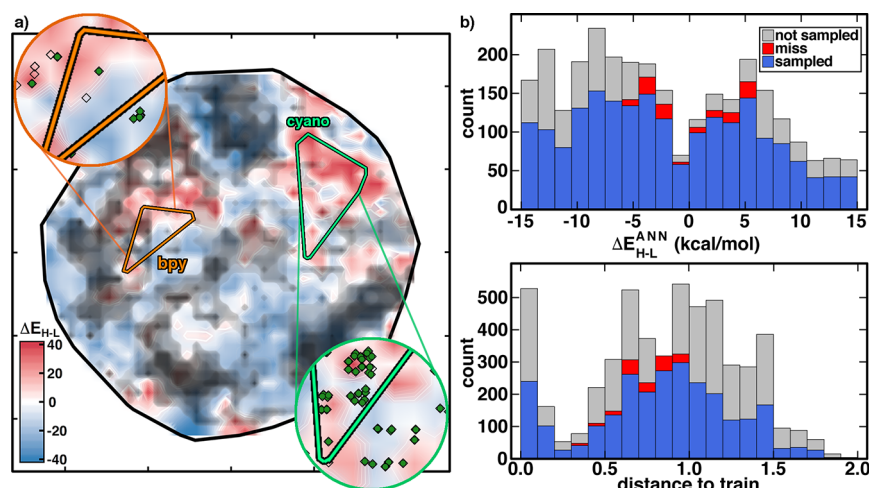 a)
cyano
bpy
ΔE_H-L
40
20
0
-20
-40
b)
not sampled
miss
sampled
count
200
150
100
50
0
-15 -10 -5 0 5 10 15
ΔE^ANN_H-L (kcal/mol)
count
500
400
300
200
100
0
0.0 0.5 1.0 1.5 2.0
distance to train